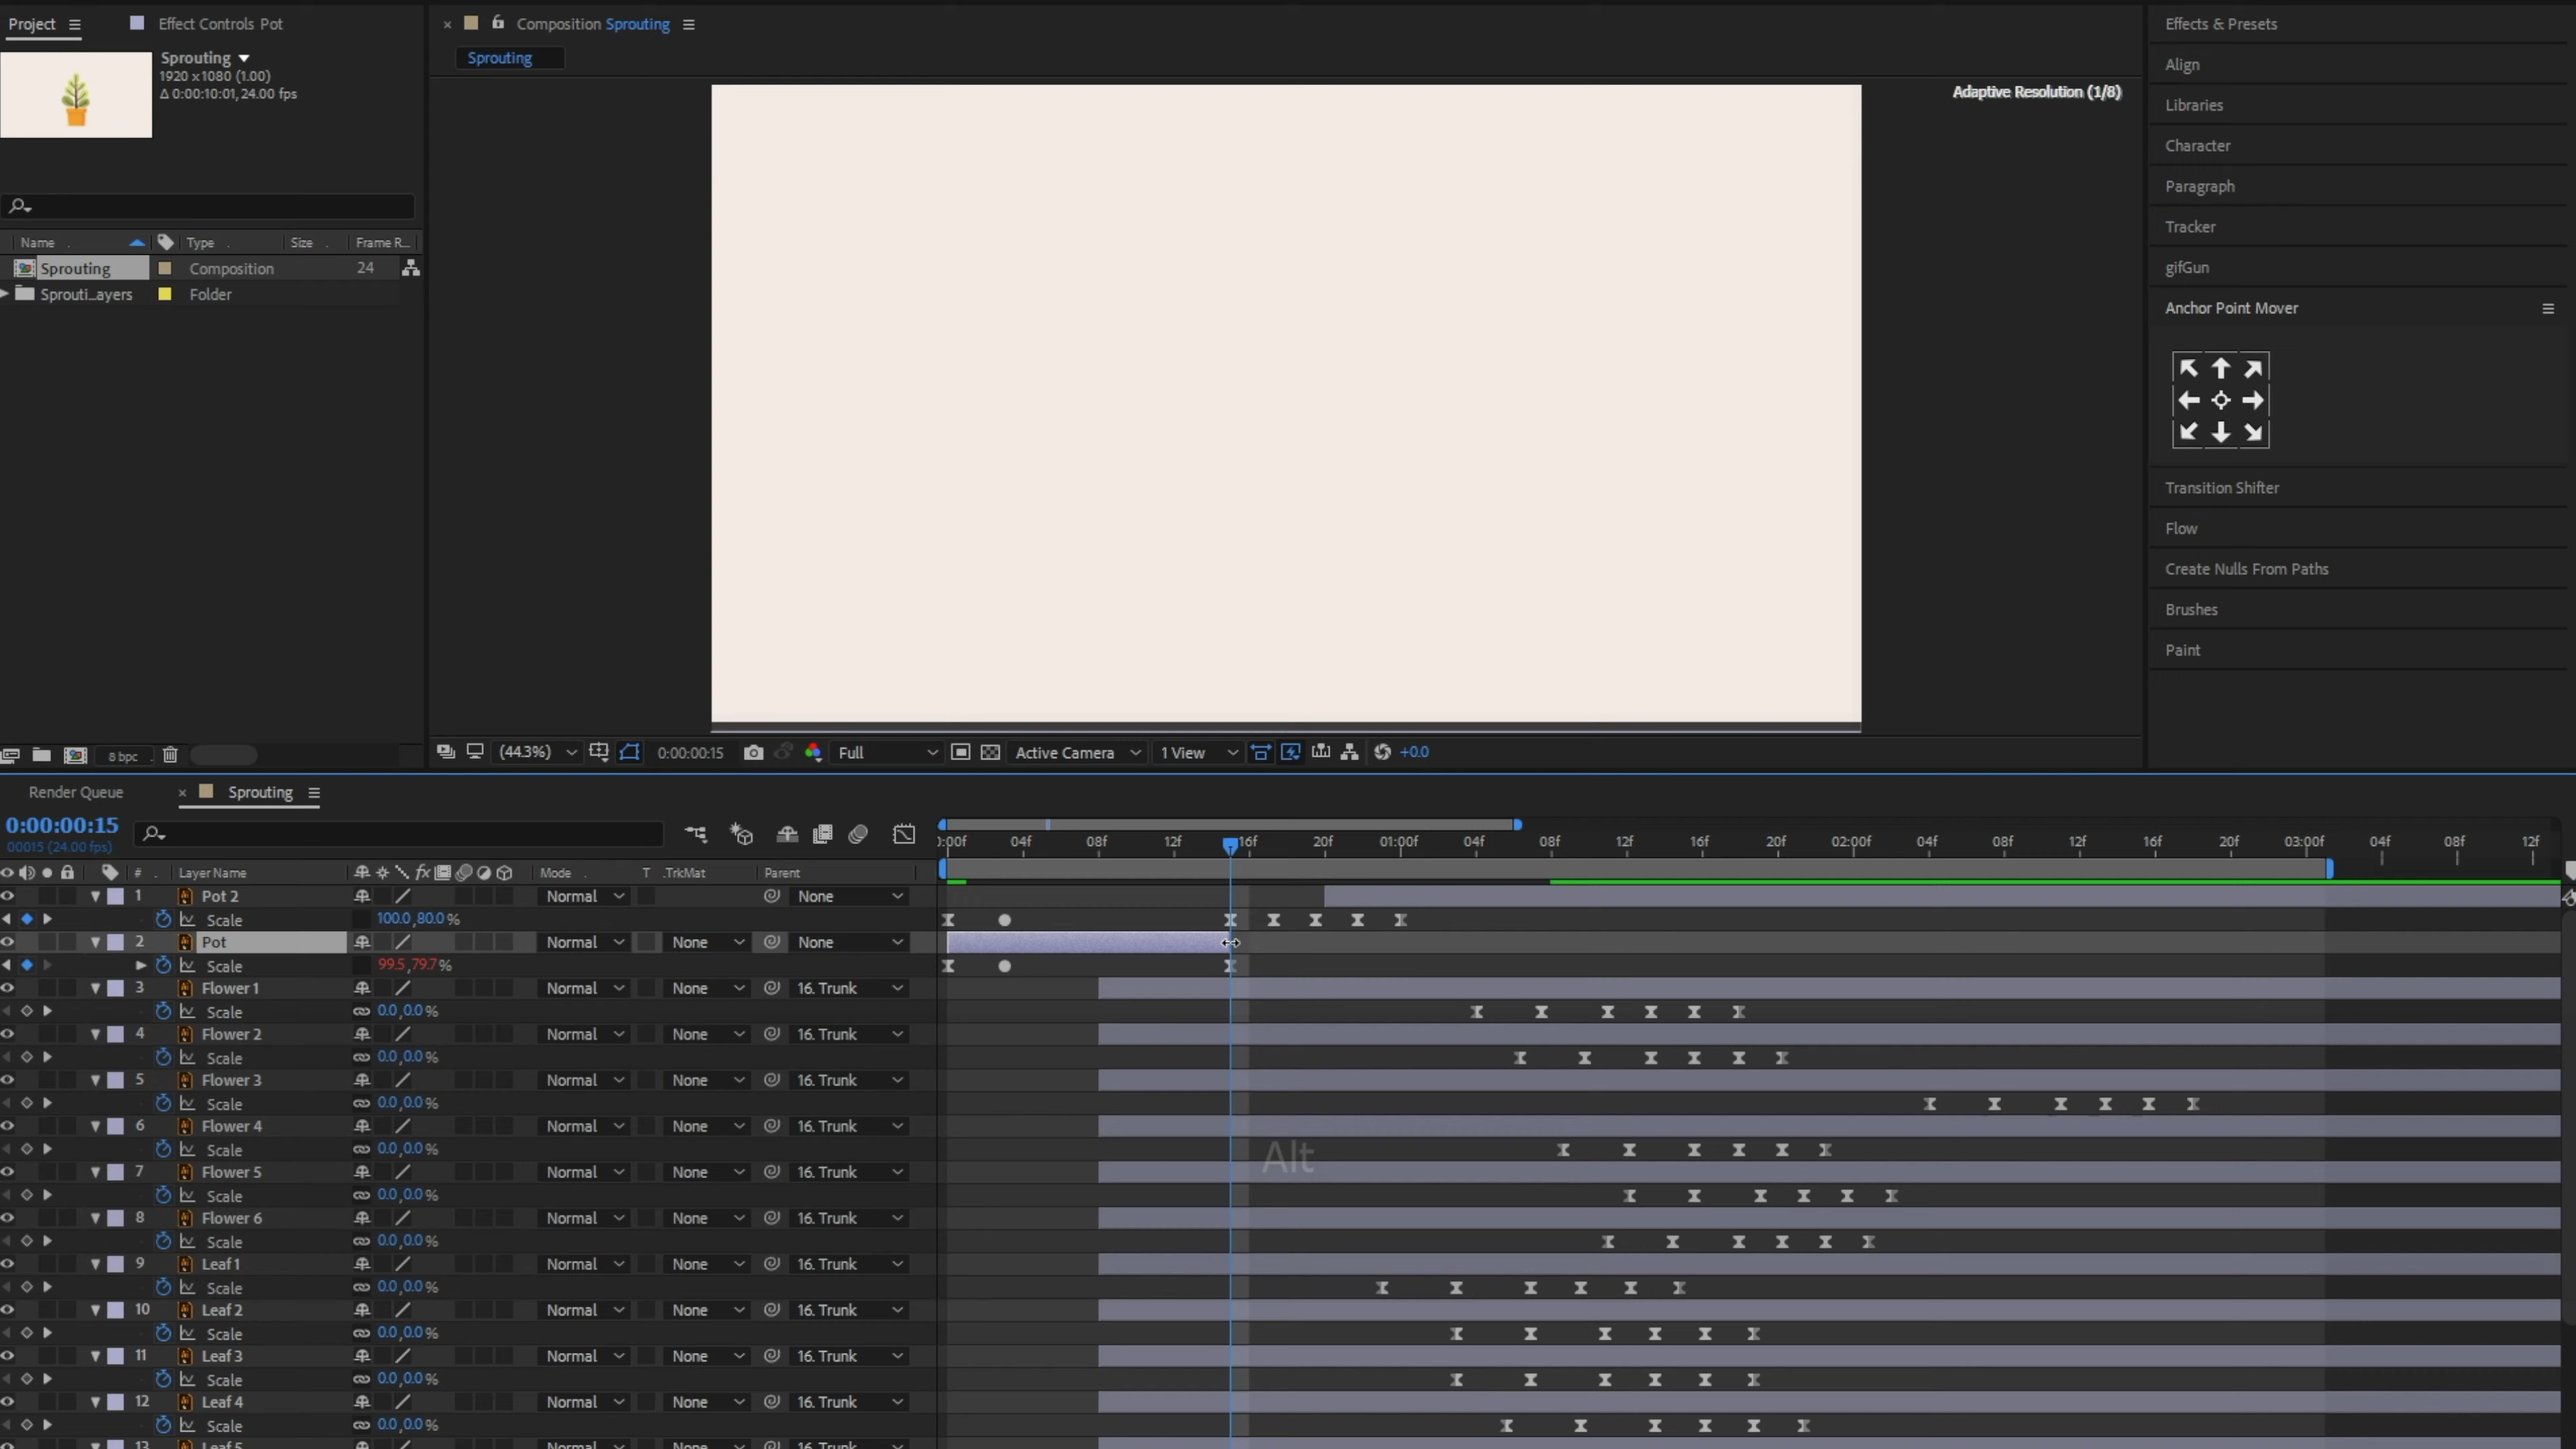 Project
Effect Controls Pot
Composition Sprouting
Effects & Presets
Sprouting
1920 x1080 (1.00)
Δ 0:00:10:01, 24.00 fps
Sprouting
Adaptive Resolution (1/8)
Align
Libraries
Character
Paragraph
Tracker
gifGun
Anchor Point Mover
Transition Shifter
Flow
Create Nulls From Paths
Brushes
Paint
Name Type Size Frame R...
Sprouting Composition 24
Sprouti...ayers Folder
8 bpc
(44.3%) 0:00:00:15 Full Active Camera 1 View +0.0
Render Queue Sprouting
0:00:00:15
00015 (24.00 fps)
):00f 04f 08f 12f 16f 20f 01:00f 04f 08f 12f 16f 20f 02:00f 04f 08f 12f 16f 20f 03:00f 04f 08f 12f
# Layer Name fx Mode T .TrkMat Parent
1 Pot 2 Normal None
Scale 100.0,80.0%
2 Pot Normal None None
Scale 99.5,79.7%
3 Flower 1 Normal None 16. Trunk
Scale 0.0,0.0%
4 Flower 2 Normal None 16. Trunk
Scale 0.0,0.0%
5 Flower 3 Normal None 16. Trunk
Scale 0.0,0.0%
6 Flower 4 Normal None 16. Trunk
Scale 0.0,0.0%
Alt
7 Flower 5 Normal None 16. Trunk
Scale 0.0,0.0%
8 Flower 6 Normal None 16. Trunk
Scale 0.0,0.0%
9 Leaf 1 Normal None 16. Trunk
Scale 0.0,0.0%
10 Leaf 2 Normal None 16. Trunk
Scale 0.0,0.0%
11 Leaf 3 Normal None 16. Trunk
Scale 0.0,0.0%
12 Leaf 4 Normal None 16. Trunk
Scale 0.0,0.0%
13 Leaf 5 Normal None 16. Trunk